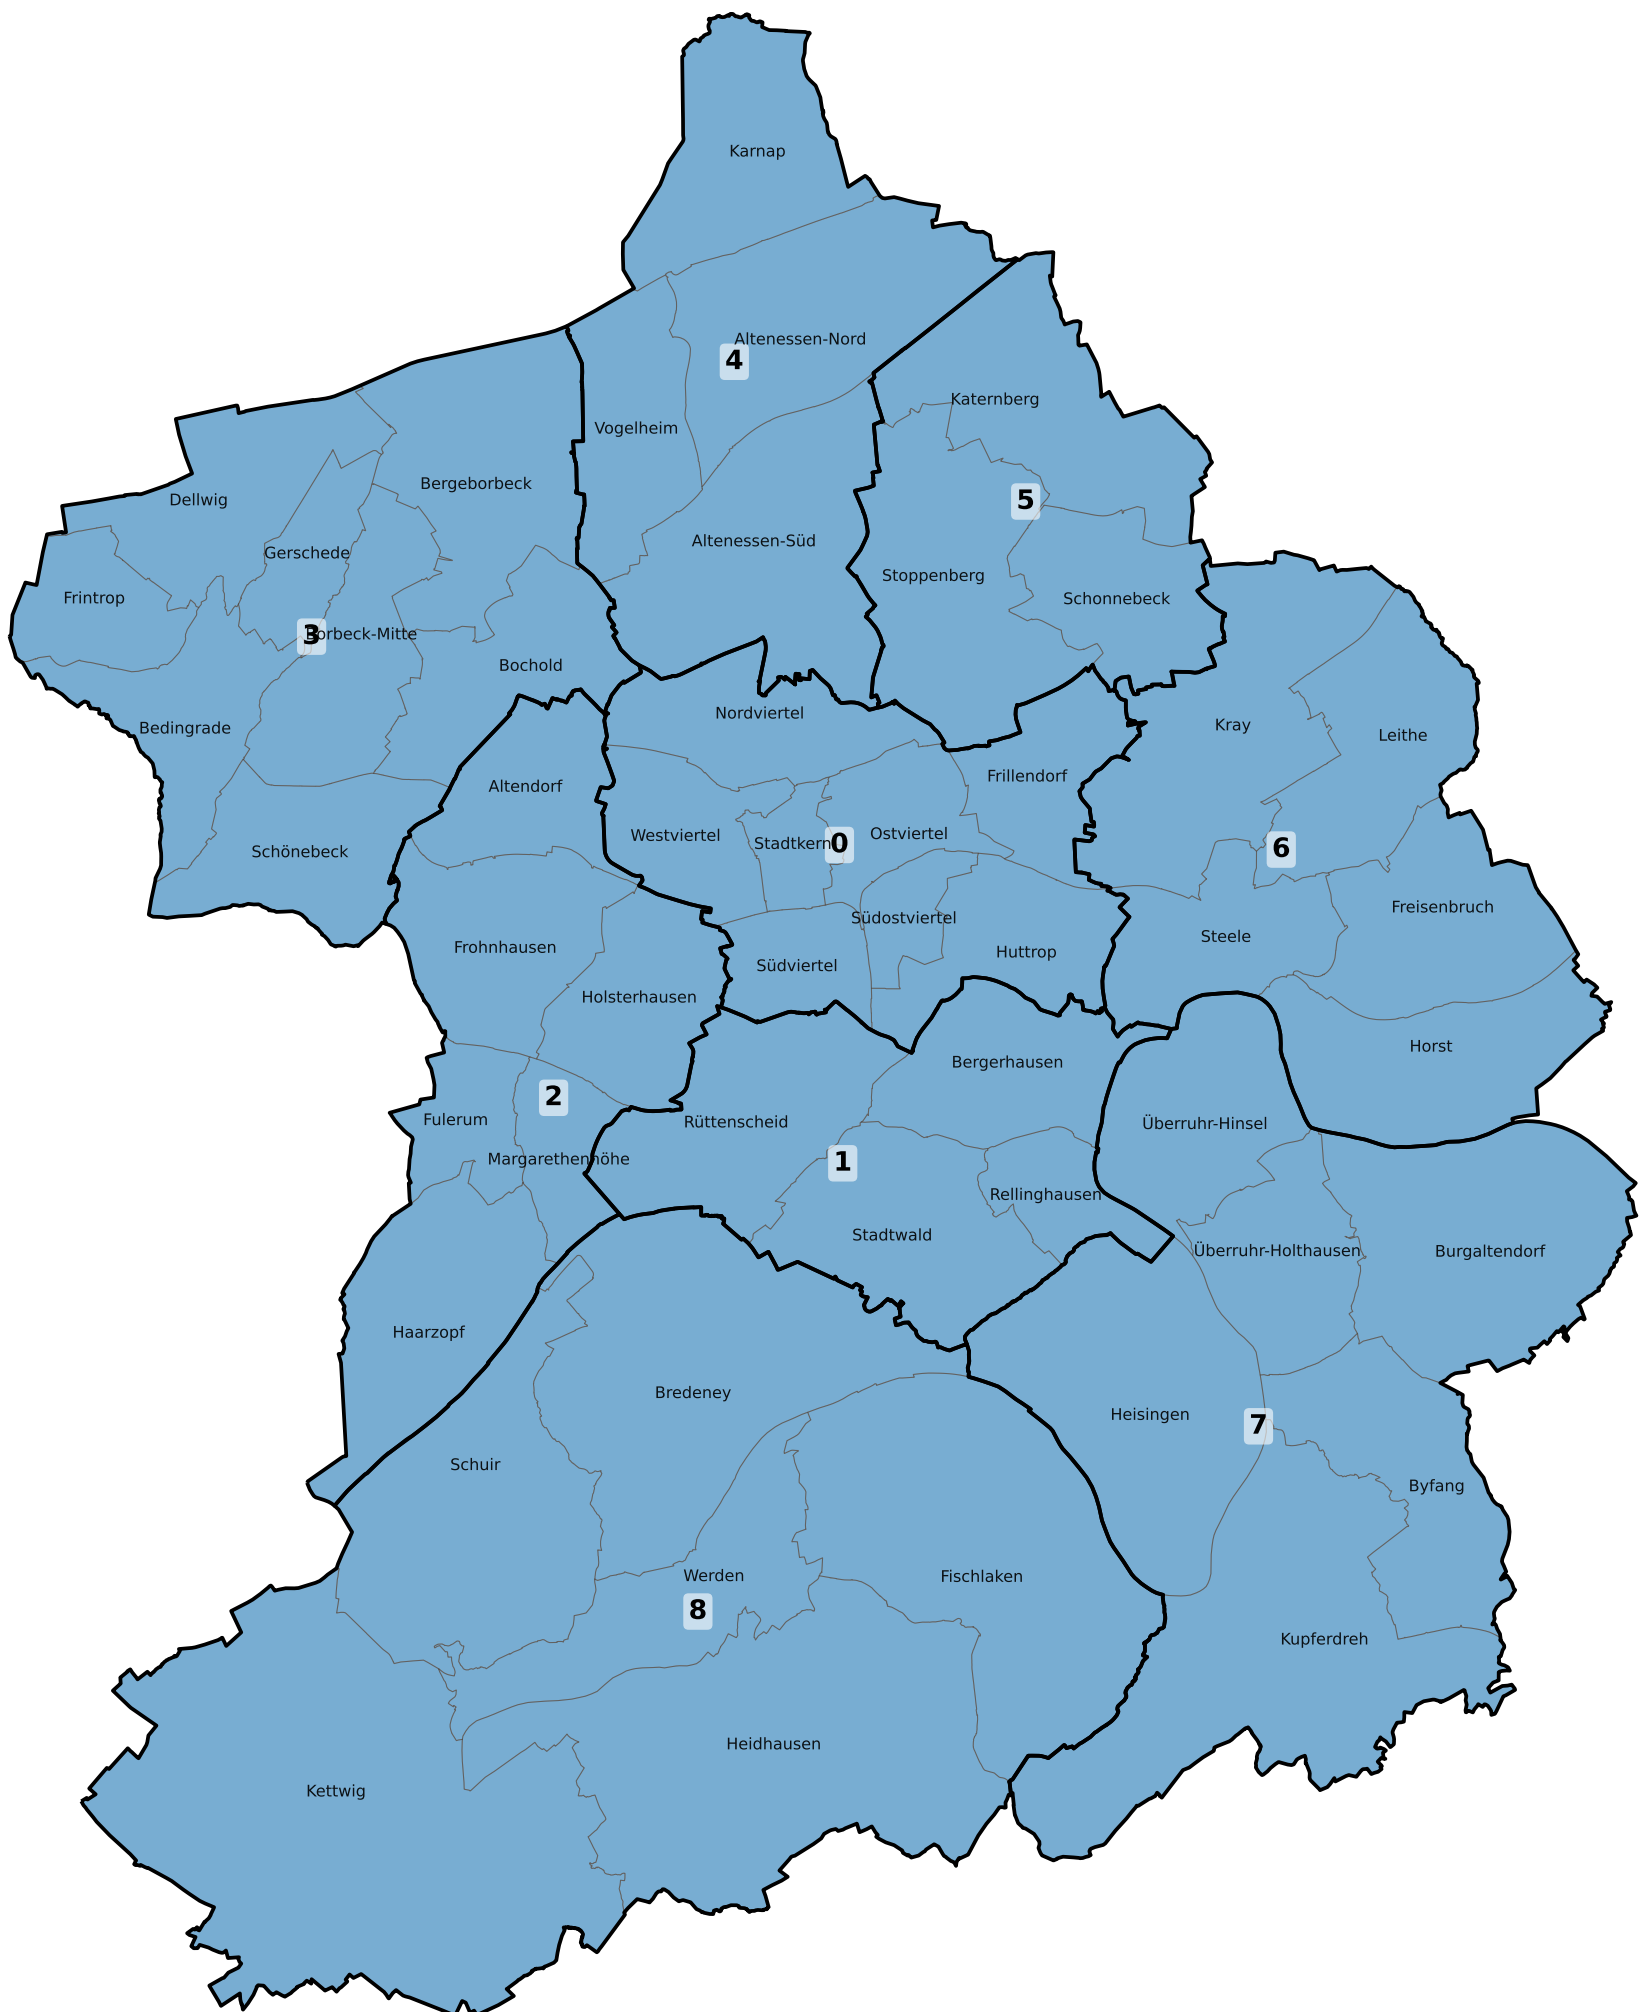 Karnap
Altenessen-Nord
4
Katernberg
Vogelheim
Bergeborbeck
Dellwig
5
Altenessen-Süd
Gerschede
Stoppenberg
Frintrop
Schonnebeck
3
Borbeck-Mitte
Bochold
Nordviertel
Kray
Bedingrade
Leithe
Frillendorf
Altendorf
Westviertel
Stadtkern
0
Ostviertel
6
Schönebeck
Freisenbruch
Südostviertel
Steele
Frohnhausen
Huttrop
Südviertel
Holsterhausen
Horst
Bergerhausen
2
Fulerum
Rüttenscheid
Überruhr-Hinsel
Margarethenhöhe
1
Rellinghausen
Stadtwald
Überruhr-Holthausen
Burgaltendorf
Haarzopf
Bredeney
Heisingen
7
Schuir
Byfang
Werden
Fischlaken
8
Kupferdreh
Heidhausen
Kettwig